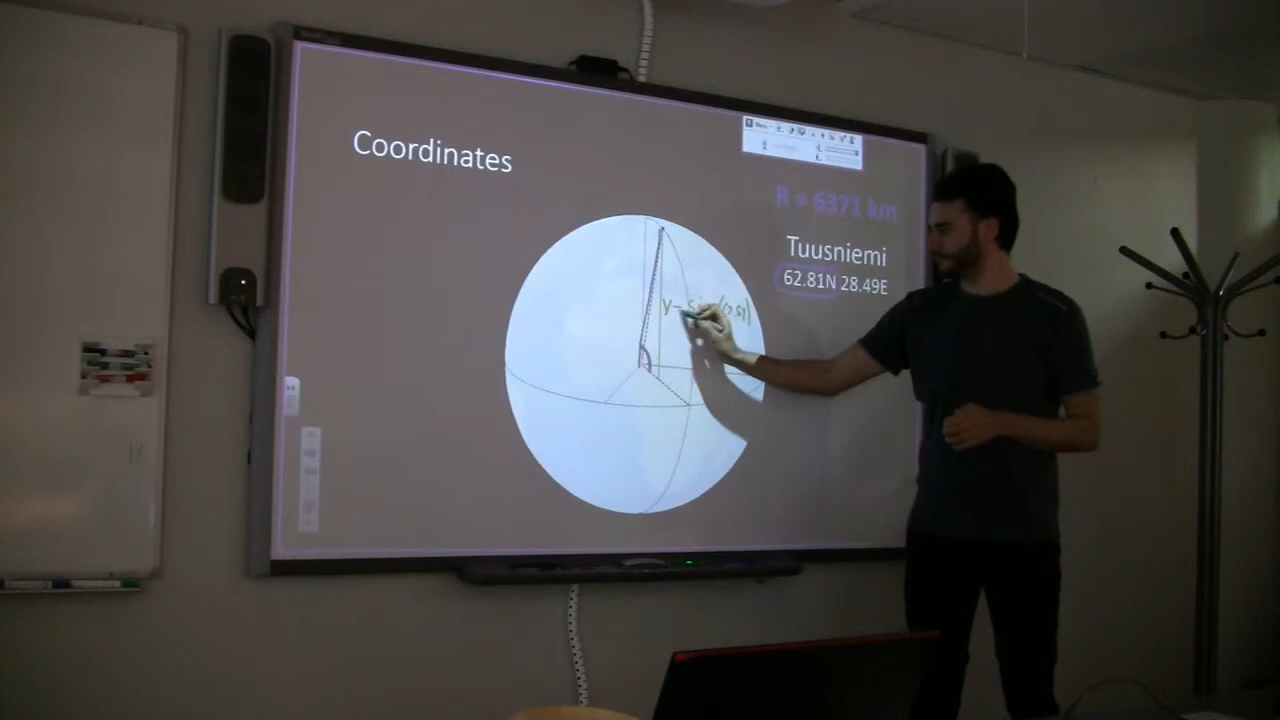 Coordinates
R = 6371 km
Tuusniemi
62.81N 28.49E